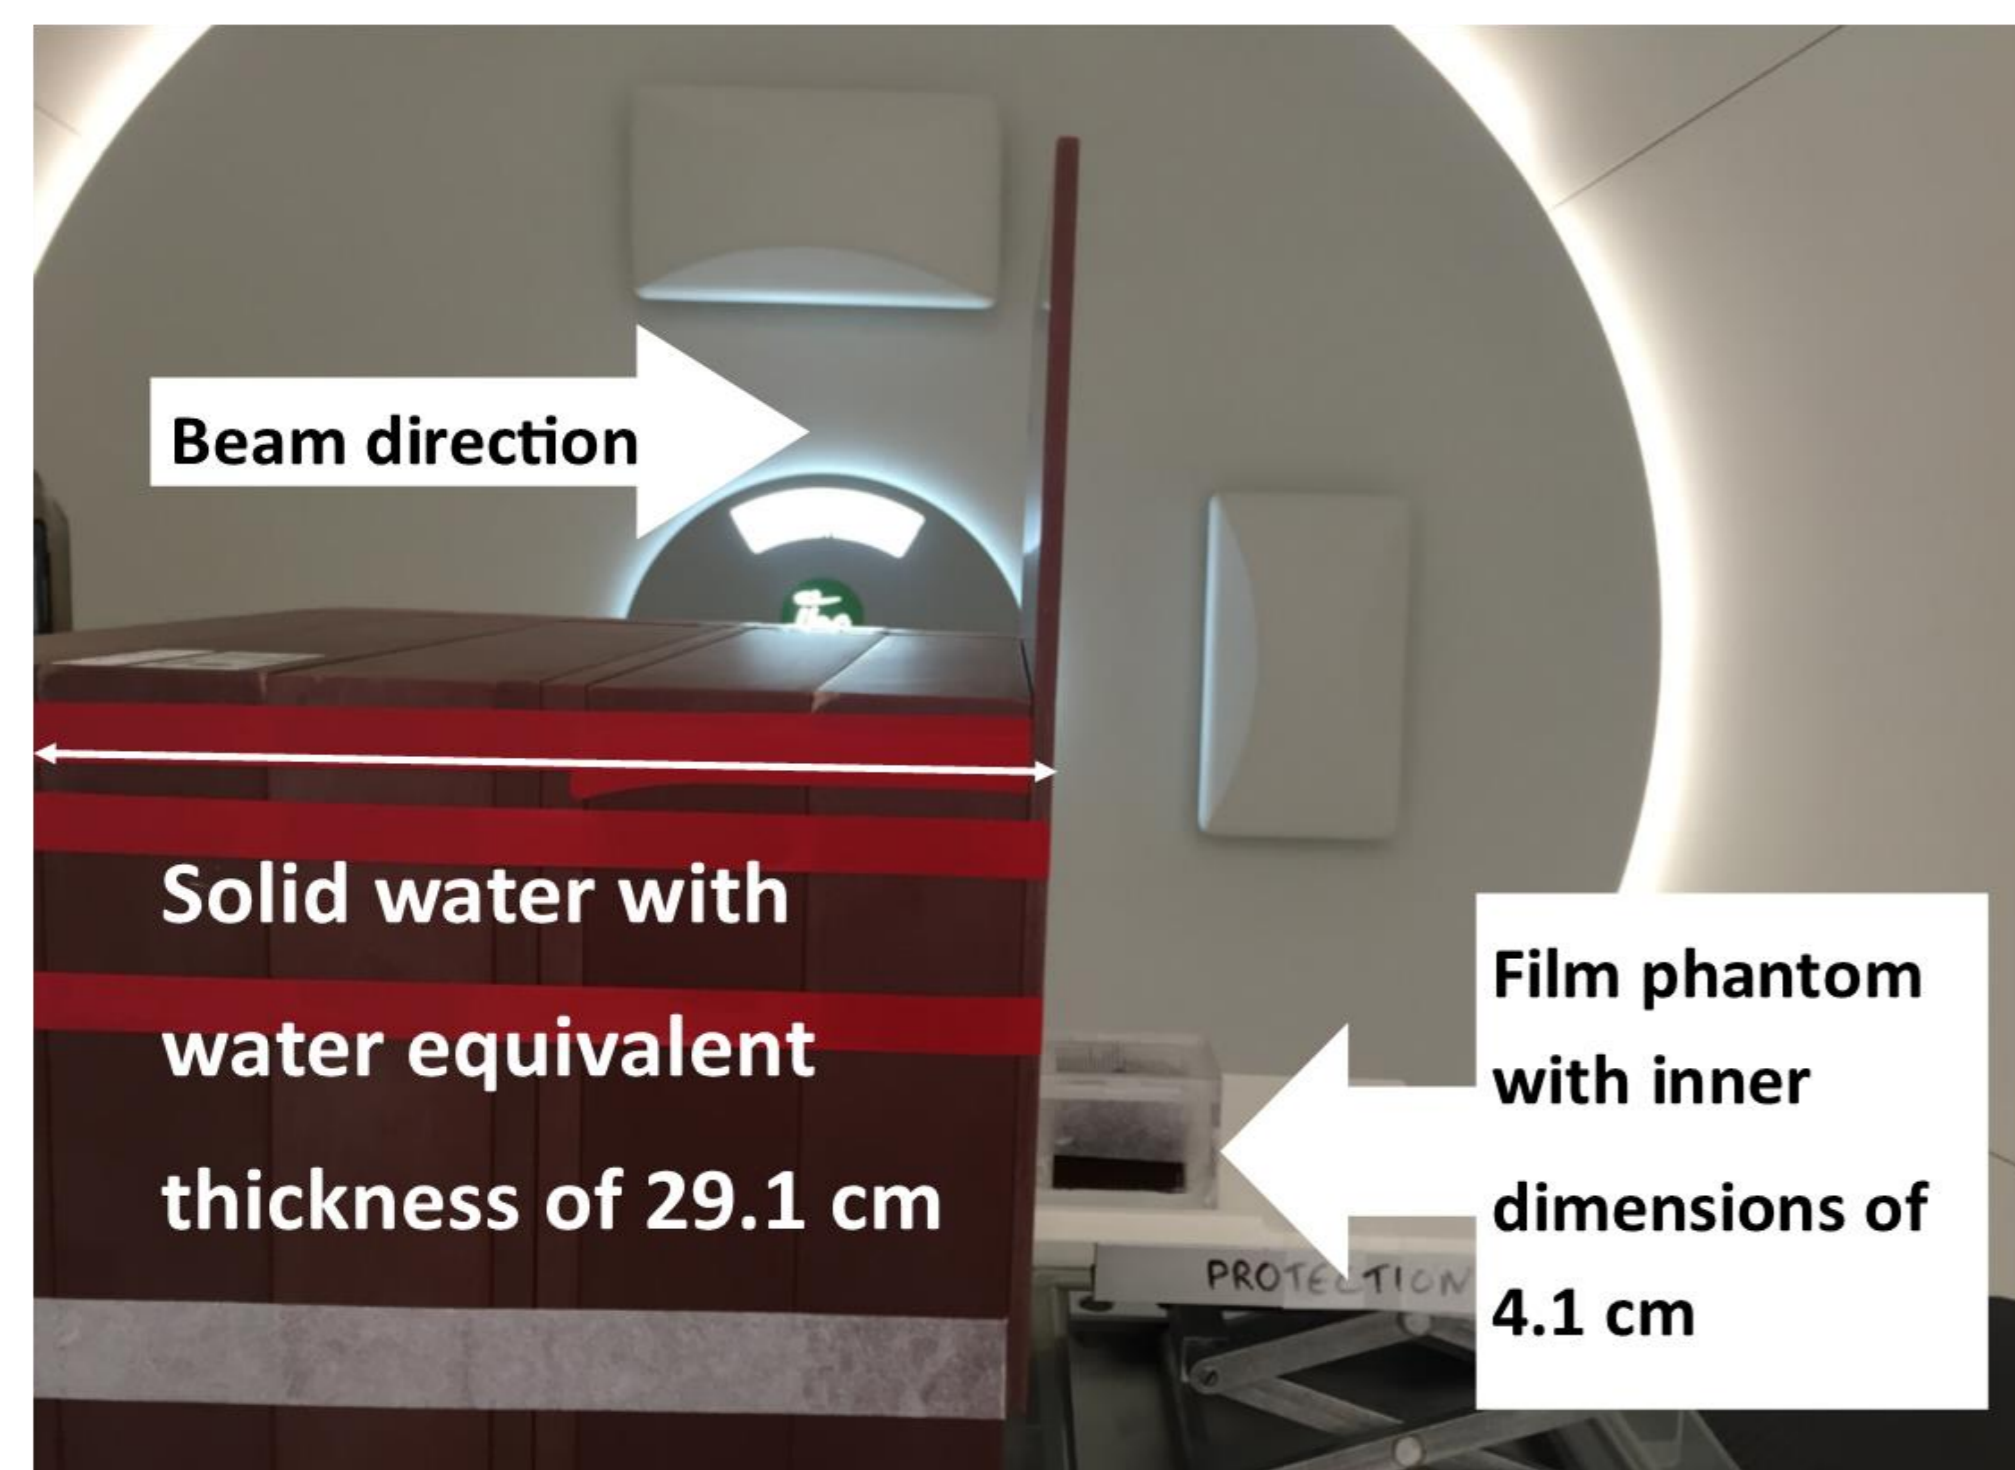 Beam direction
Solid water with
water equivalent
thickness of 29.1 cm
Film phantom
with inner
dimensions of
4.1 cm
PROTECTION